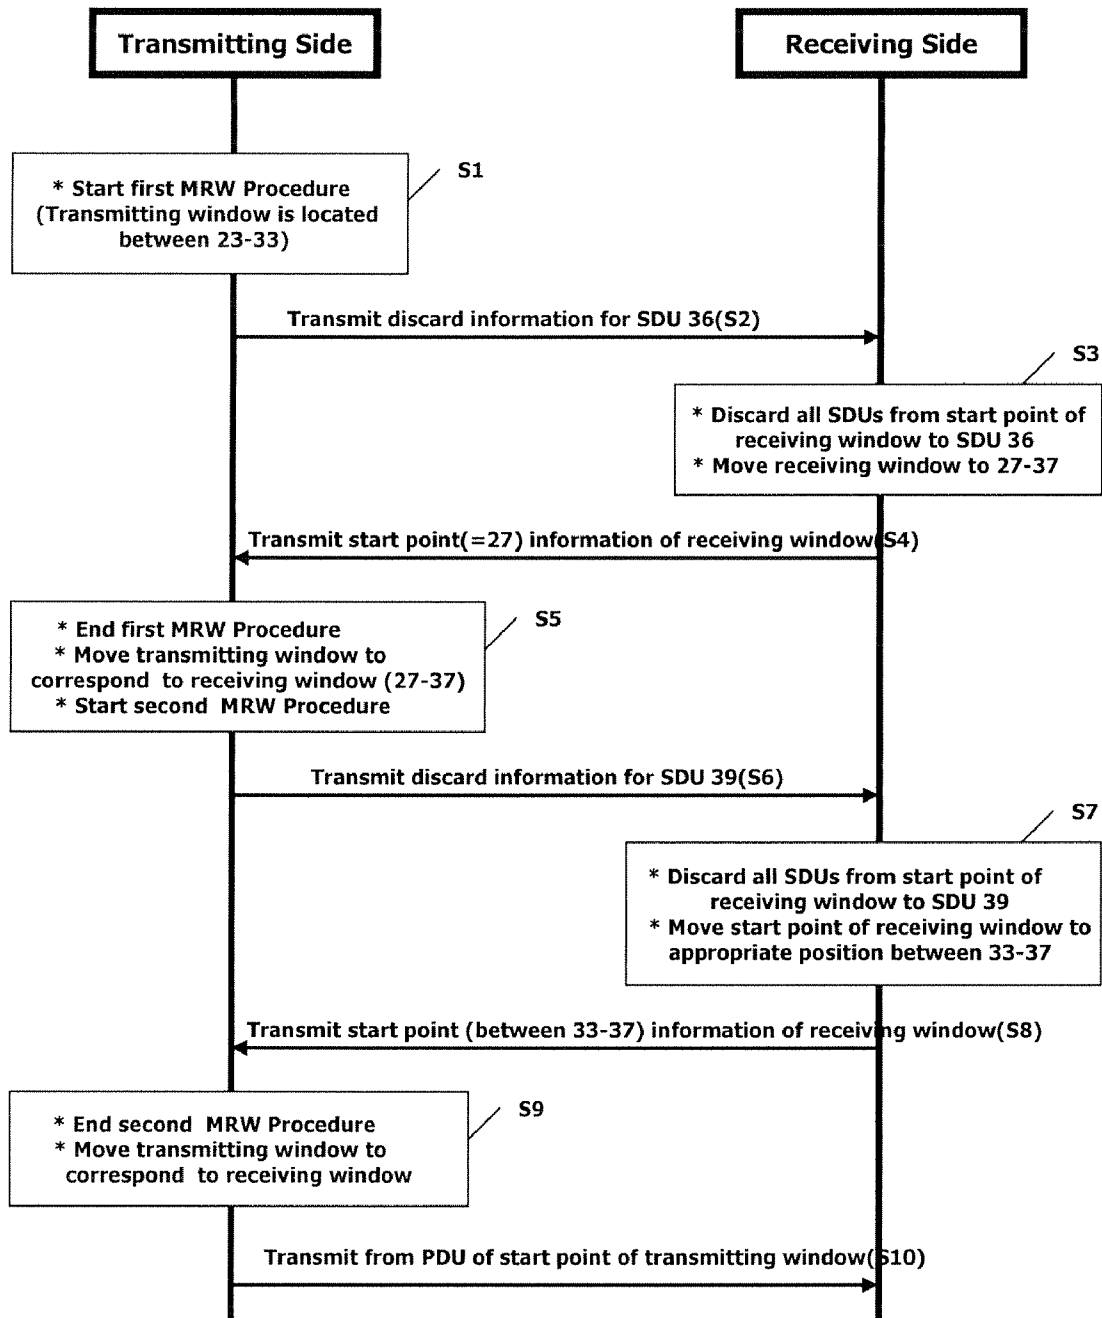 Transmitting Side
Receiving Side
S1
* Start first MRW Procedure
(Transmitting window is located
between 23-33)
Transmit discard information for SDU 36(S2)
S3
* Discard all SDUs from start point of
receiving window to SDU 36
* Move receiving window to 27-37
Transmit start point(=27) information of receiving window(S4)
S5
* End first MRW Procedure
* Move transmitting window to
correspond to receiving window (27-37)
* Start second MRW Procedure
Transmit discard information for SDU 39(S6)
S7
* Discard all SDUs from start point of
receiving window to SDU 39
* Move start point of receiving window to
appropriate position between 33-37
Transmit start point (between 33-37) information of receiving window(S8)
S9
* End second MRW Procedure
* Move transmitting window to
correspond to receiving window
Transmit from PDU of start point of transmitting window(S10)